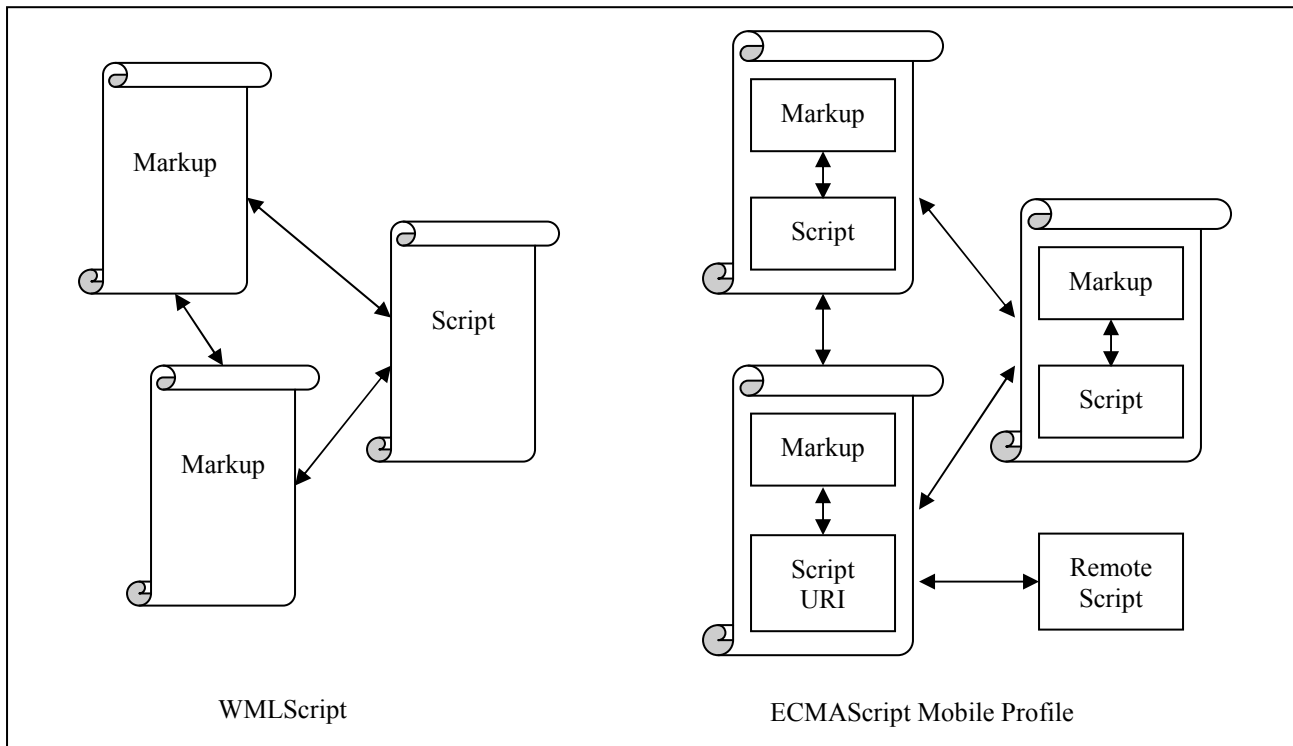 Markup
Script
Markup
WMLScript
Markup
Script
Markup
Script
Markup
Script
URI
Remote
Script
ECMAScript Mobile Profile